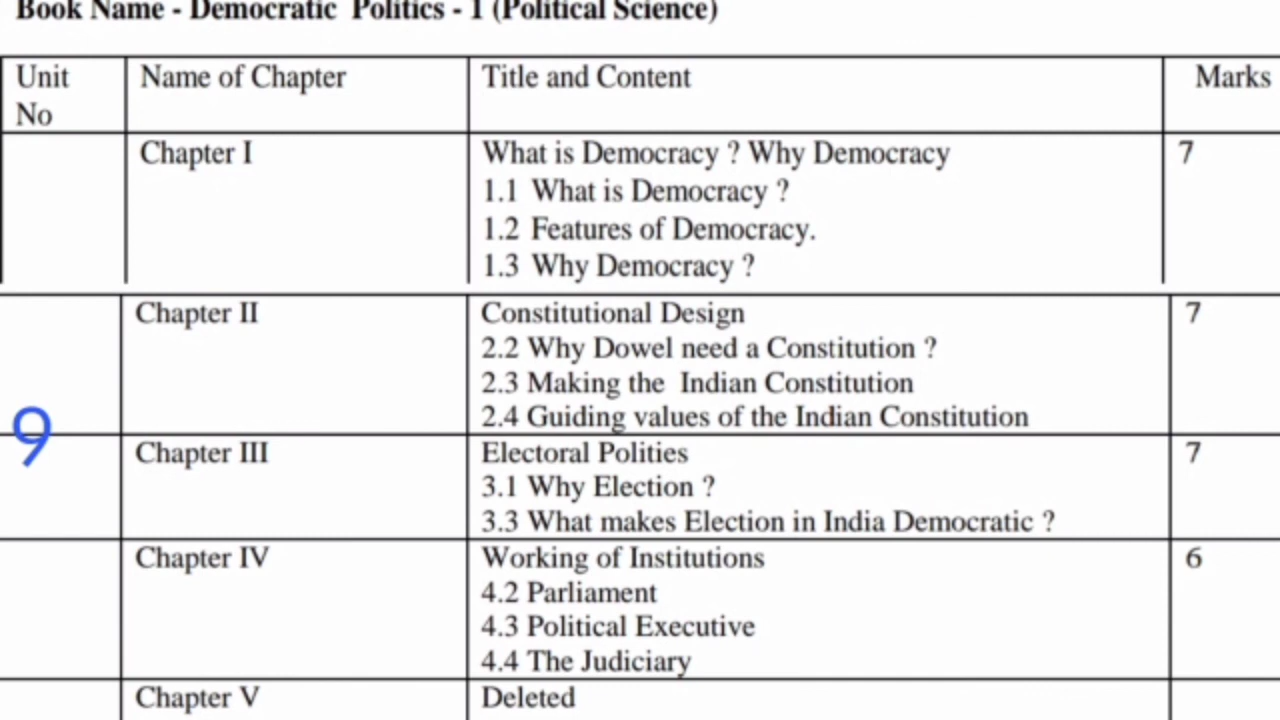 Book Name - Democratic Politics - 1 (Political Science)
Unit No Name of Chapter Title and Content Marks
Chapter I What is Democracy ? Why Democracy 7
1.1 What is Democracy ?
1.2 Features of Democracy.
1.3 Why Democracy ?
Chapter II Constitutional Design 7
2.2 Why Dowel need a Constitution ?
2.3 Making the Indian Constitution
2.4 Guiding values of the Indian Constitution
9
Chapter III Electoral Polities 7
3.1 Why Election ?
3.3 What makes Election in India Democratic ?
Chapter IV Working of Institutions 6
4.2 Parliament
4.3 Political Executive
4.4 The Judiciary
Chapter V Deleted